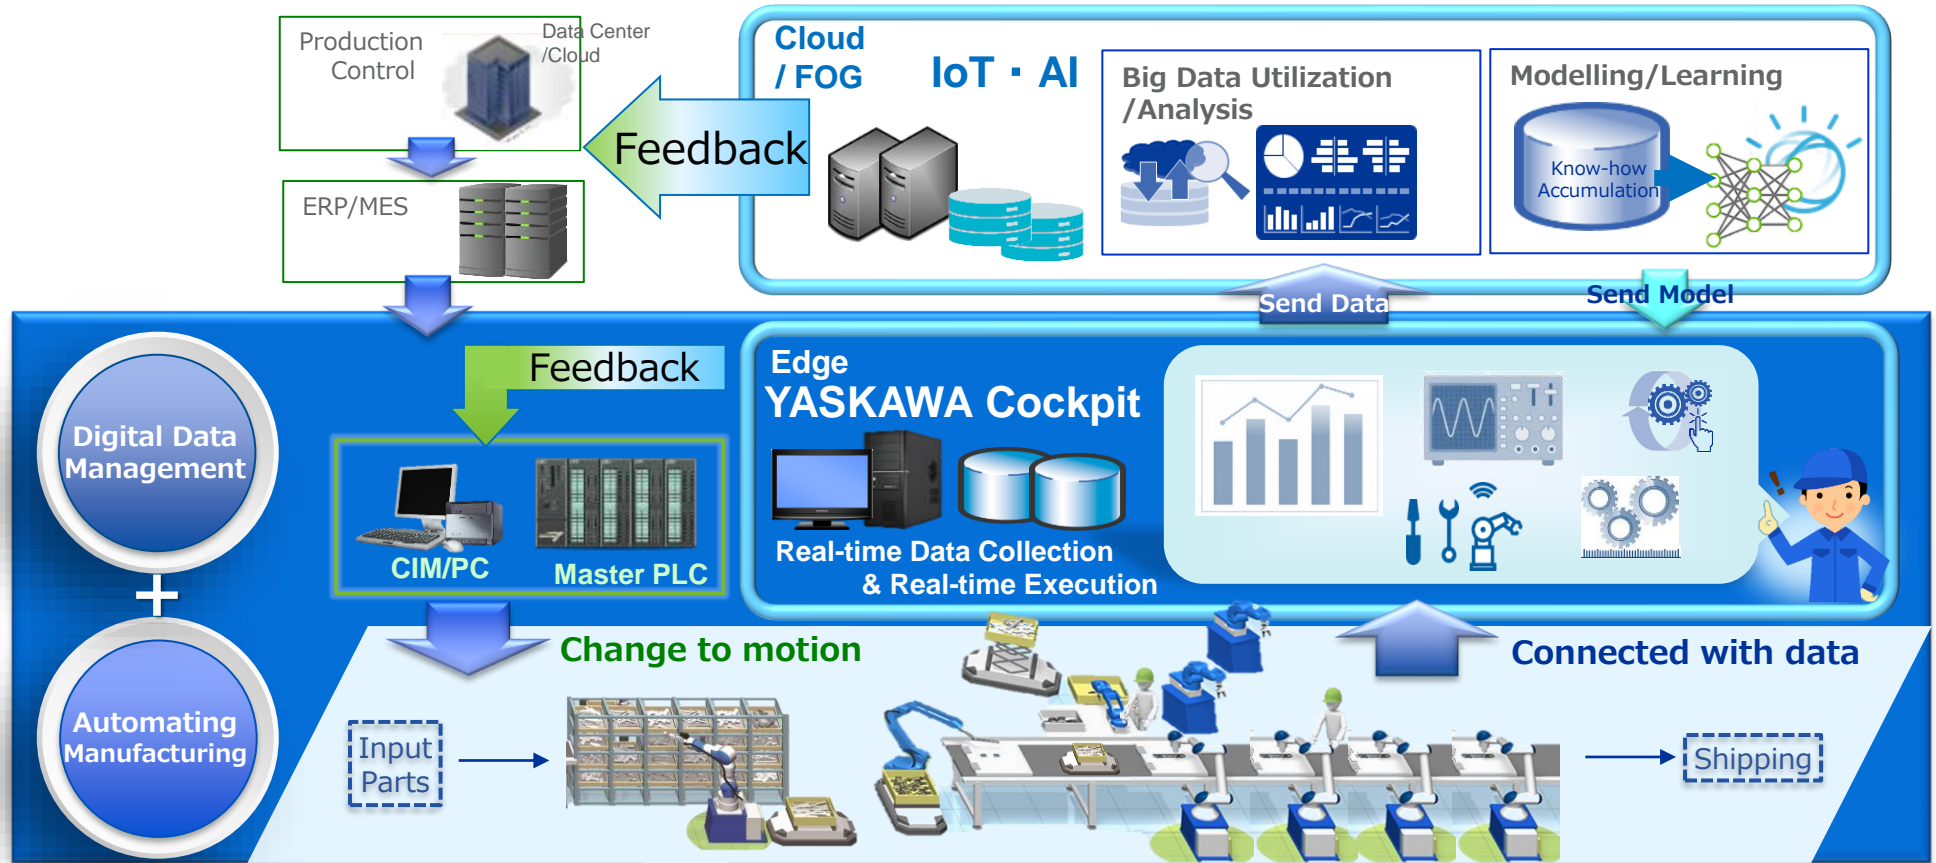 Production
Control
Data Center
/Cloud
ERP/MES
Feedback
Cloud
/ FOG
IoT・AI
Big Data Utilization
/Analysis
Modelling/Learning
Know-how
Accumulation
Send Data
Send Model
Digital Data
Management
+
Automating
Manufacturing
Feedback
CIM/PC
Master PLC
Edge
YASKAWA Cockpit
Real-time Data Collection
& Real-time Execution
!
Change to motion
Connected with data
Input
Parts
Shipping